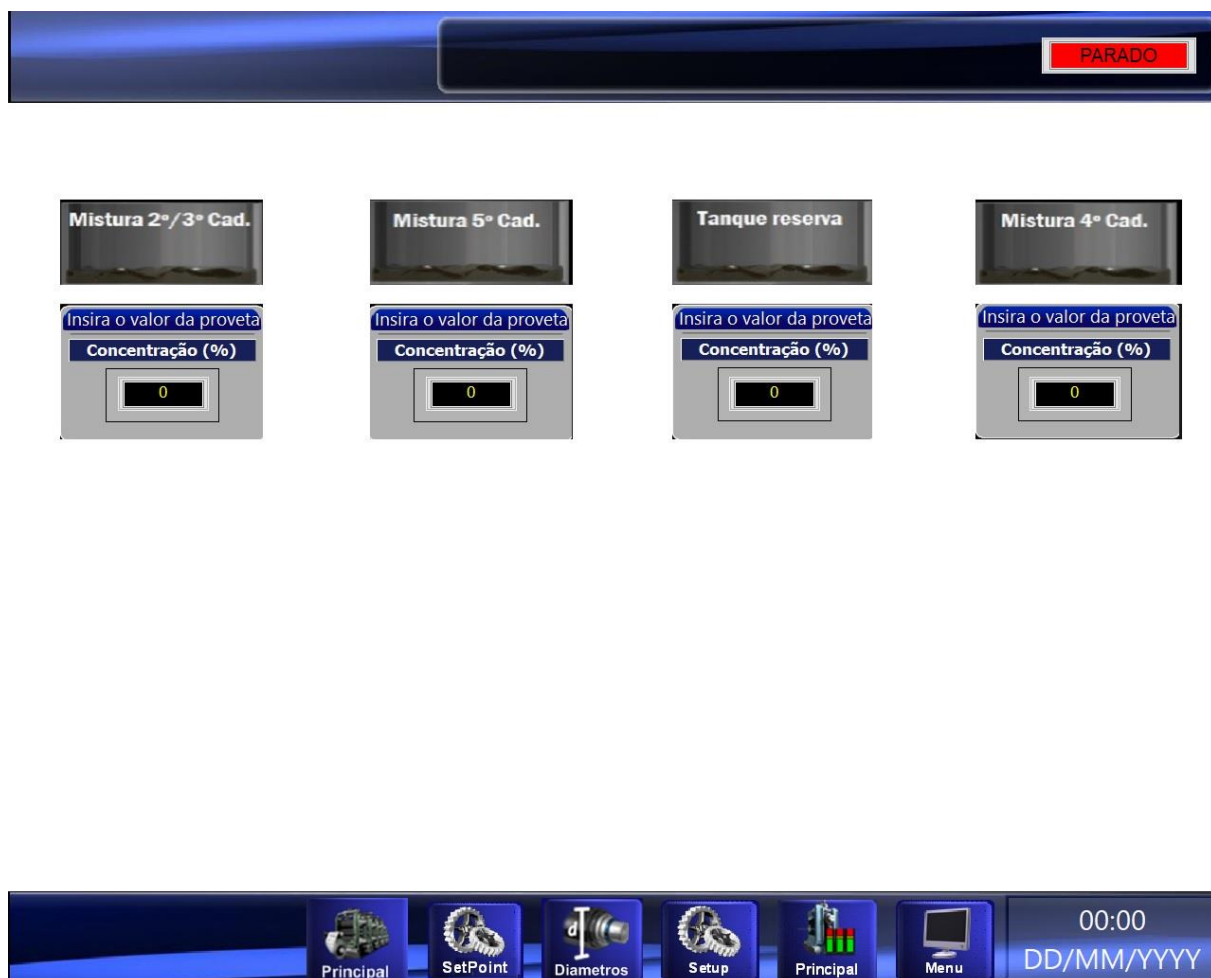 PARADO
Mistura 2º/3º Cad.
Mistura 5º Cad.
Tanque reserva
Mistura 4º Cad.
Insira o valor da proveta
Concentração (%)
0
Insira o valor da proveta
Concentração (%)
0
Insira o valor da proveta
Concentração (%)
0
Insira o valor da proveta
Concentração (%)
0
Principal
SetPoint
d
Diametros
Setup
Principal
Menu
00:00
DD/MM/YYYY